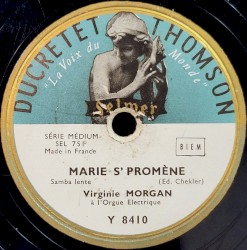 DUCRETET THOMSON
"La Voix du Monde"
Selmer
SÉRIE MÉDIUM:
SEL 75 F
Made in France
BIEM
MARIE S' PROMÈNE
Samba lente (Ed. Chekler)
Virginie MORGAN
à l'Orgue Electrique
Y 8410